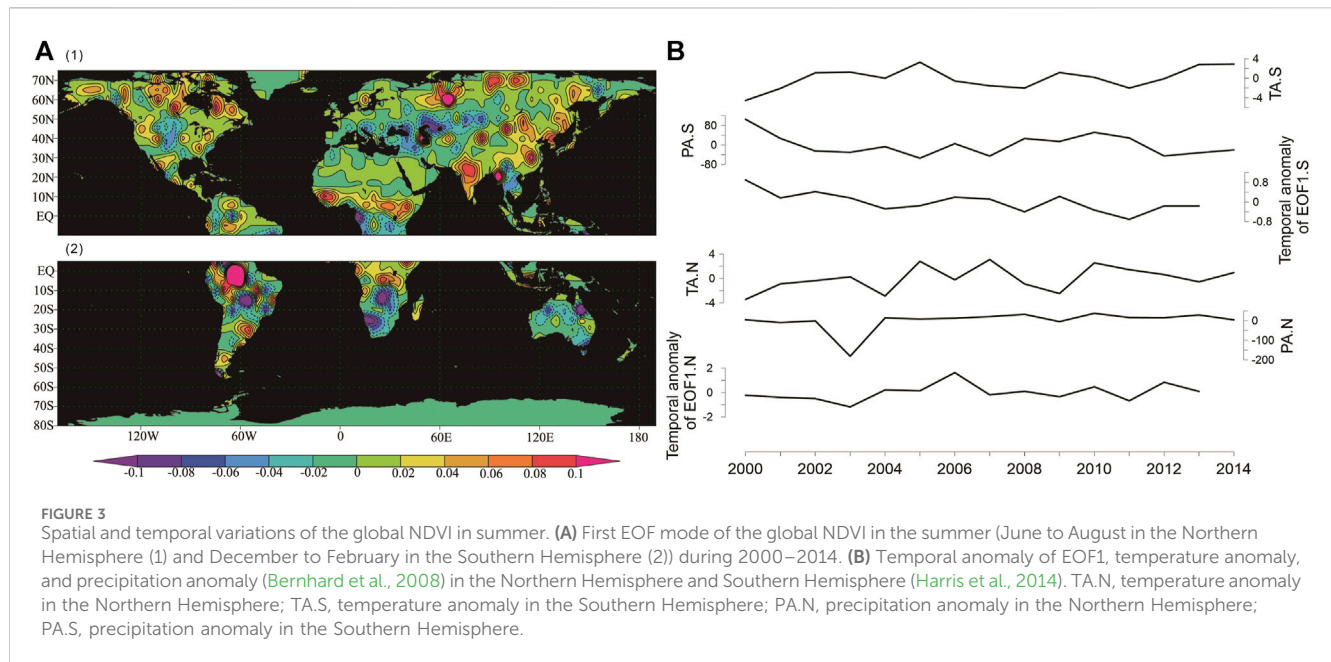 A
(1)
70N
60N
50N
40N
30N
20N
10N
EQ
(2)
EQ
10S
20S
30S
40S
50S
60S
70S
80S
120W 60W 0 60E 120E 180
-0.1 -0.08 -0.06 -0.04 -0.02 0 0.02 0.04 0.06 0.08 0.1
B
4
0
-4
TA.S
80
0
-80
PA.S
0.8
0
-0.8
Temporal anomaly
of EOF1.S
4
0
-4
TA.N
0
-100
-200
PA.N
2
0
-2
Temporal anomaly
of EOF1.N
2000 2002 2004 2006 2008 2010 2012 2014
FIGURE 3
Spatial and temporal variations of the global NDVI in summer. (A) First EOF mode of the global NDVI in the summer (June to August in the Northern
Hemisphere (1) and December to February in the Southern Hemisphere (2)) during 2000–2014. (B) Temporal anomaly of EOF1, temperature anomaly,
and precipitation anomaly (Bernhard et al., 2008) in the Northern Hemisphere and Southern Hemisphere (Harris et al., 2014). TA.N, temperature anomaly
in the Northern Hemisphere; TA.S, temperature anomaly in the Southern Hemisphere; PA.N, precipitation anomaly in the Northern Hemisphere;
PA.S, precipitation anomaly in the Southern Hemisphere.